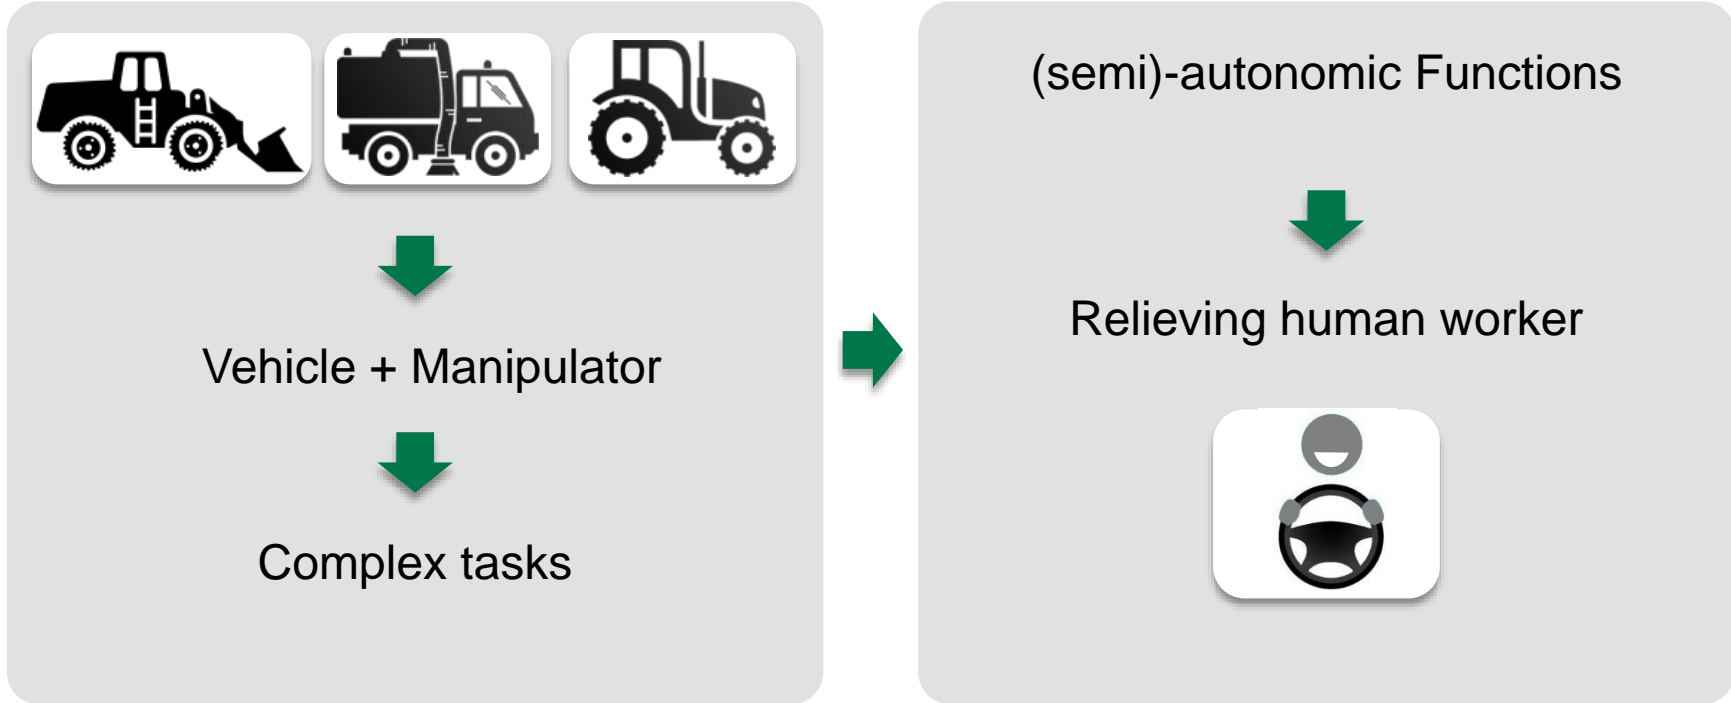 Vehicle + Manipulator
Complex tasks
(semi)-autonomic Functions
Relieving human worker